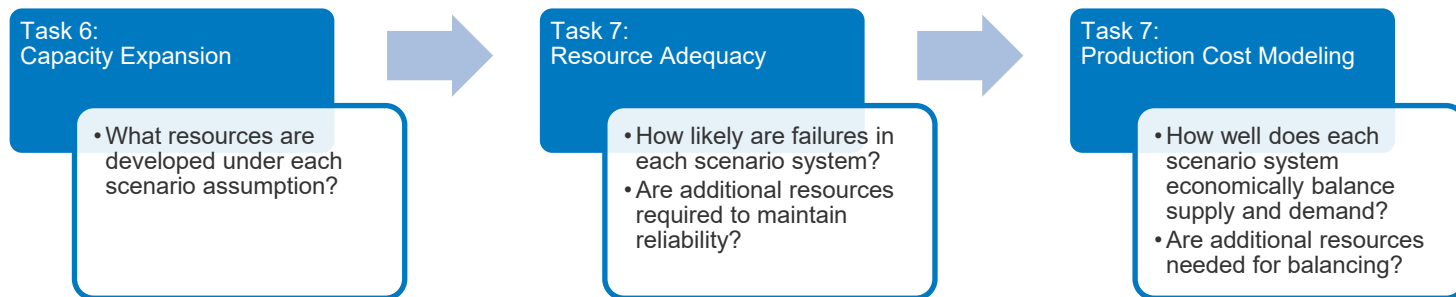 Task 6:
Capacity Expansion
• What resources are
developed under each
scenario assumption?
Task 7:
Resource Adequacy
• How likely are failures in
each scenario system?
• Are additional resources
required to maintain
reliability?
Task 7:
Production Cost Modeling
• How well does each
scenario system
economically balance
supply and demand?
• Are additional resources
needed for balancing?